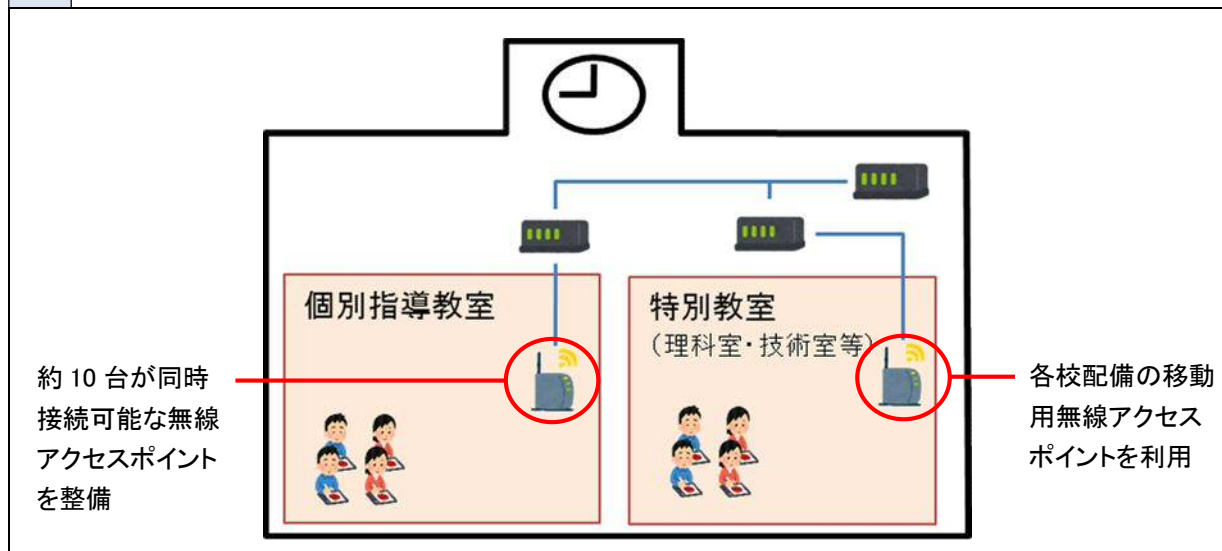 個別指導教室
特別教室
（理科室・技術室等）
約 10 台が同時
接続可能な無線
アクセスポイント
を整備
各校配備の移動
用無線アクセス
ポイントを利用